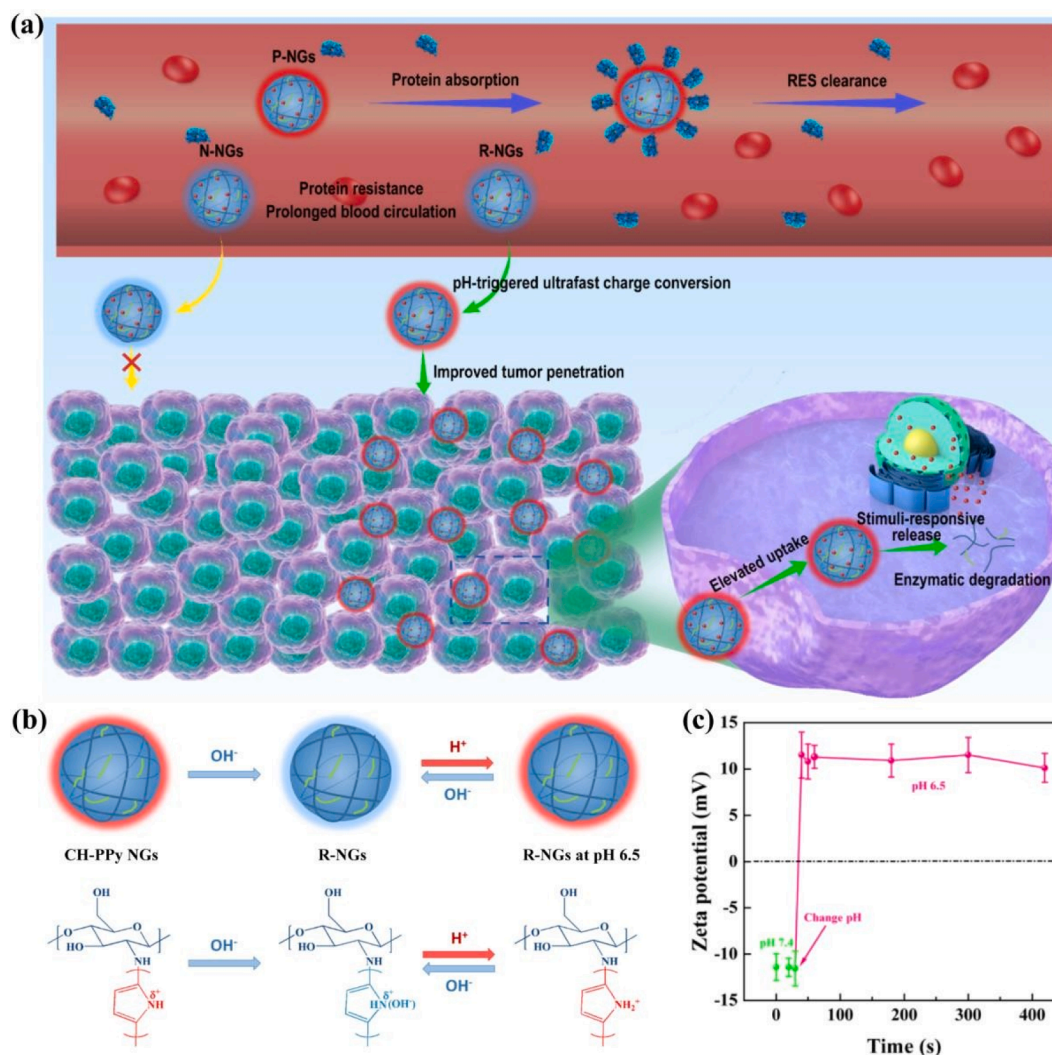 (a)
P-NGs
Protein absorption
RES clearance
N-NGs
R-NGs
Protein resistance
Prolonged blood circulation
pH-triggered ultrafast charge conversion
Improved tumor penetration
Elevated uptake
Stimuli-responsive
release
Enzymatic degradation
(b)
OH-
H+
OH-
CH-PPy NGs
R-NGs
R-NGs at pH 6.5
OH
O
O
HO
NH
δ+
NH
OH-
OH
O
O
HO
NH
δ+
HN(OH-)
H+
OH-
OH
O
O
HO
NH
NH2+
(c)
Zeta potential (mV)
15
10
5
0
-5
-10
-15
pH 6.5
Change pH
pH 7.4
0
100
200
300
400
Time (s)